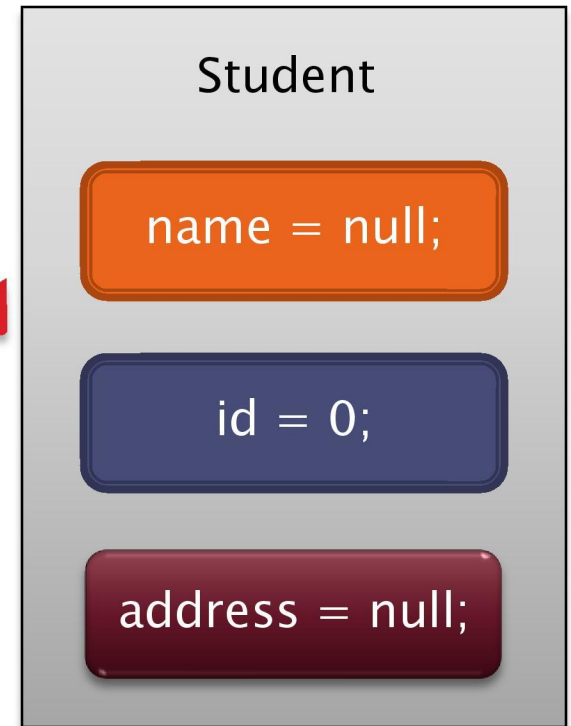 Student
name = null;
id = 0;
address = null;